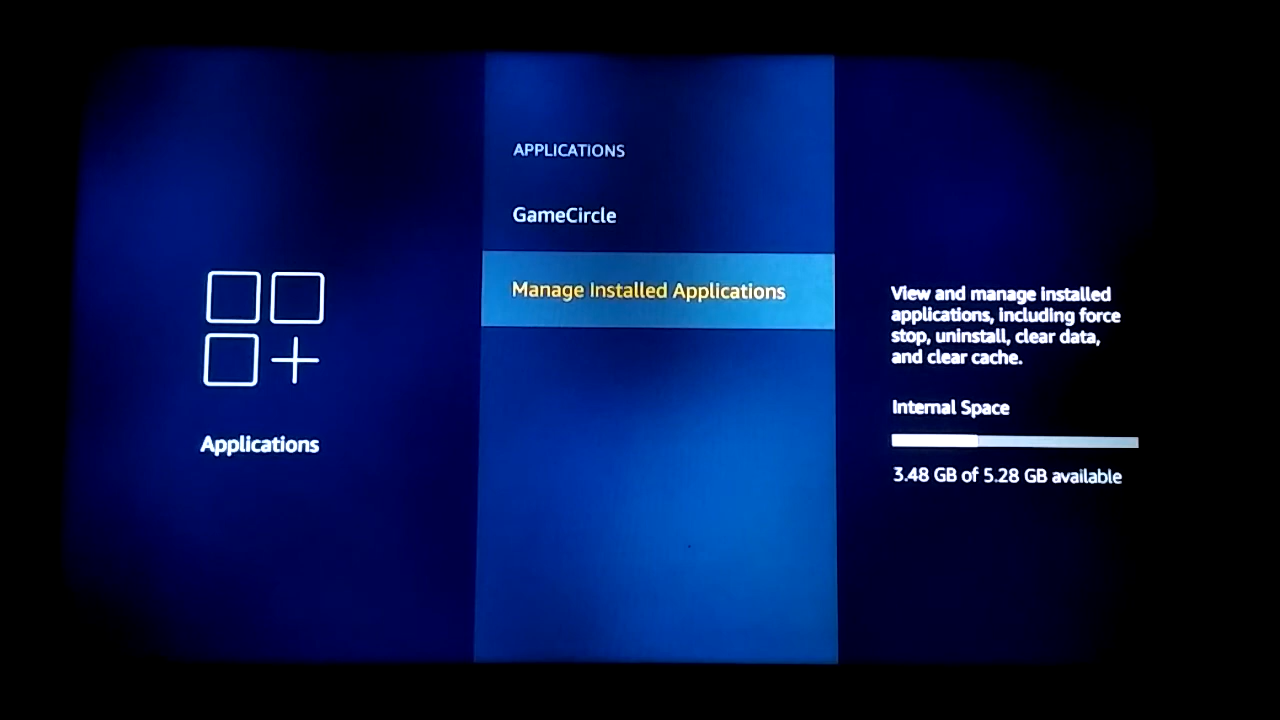 APPLICATIONS
GameCircle
Manage Installed Applications
Applications
View and manage installed
applications, including force
stop, uninstall, clear data,
and clear cache.
Internal Space
3.48 GB of 5.28 GB available